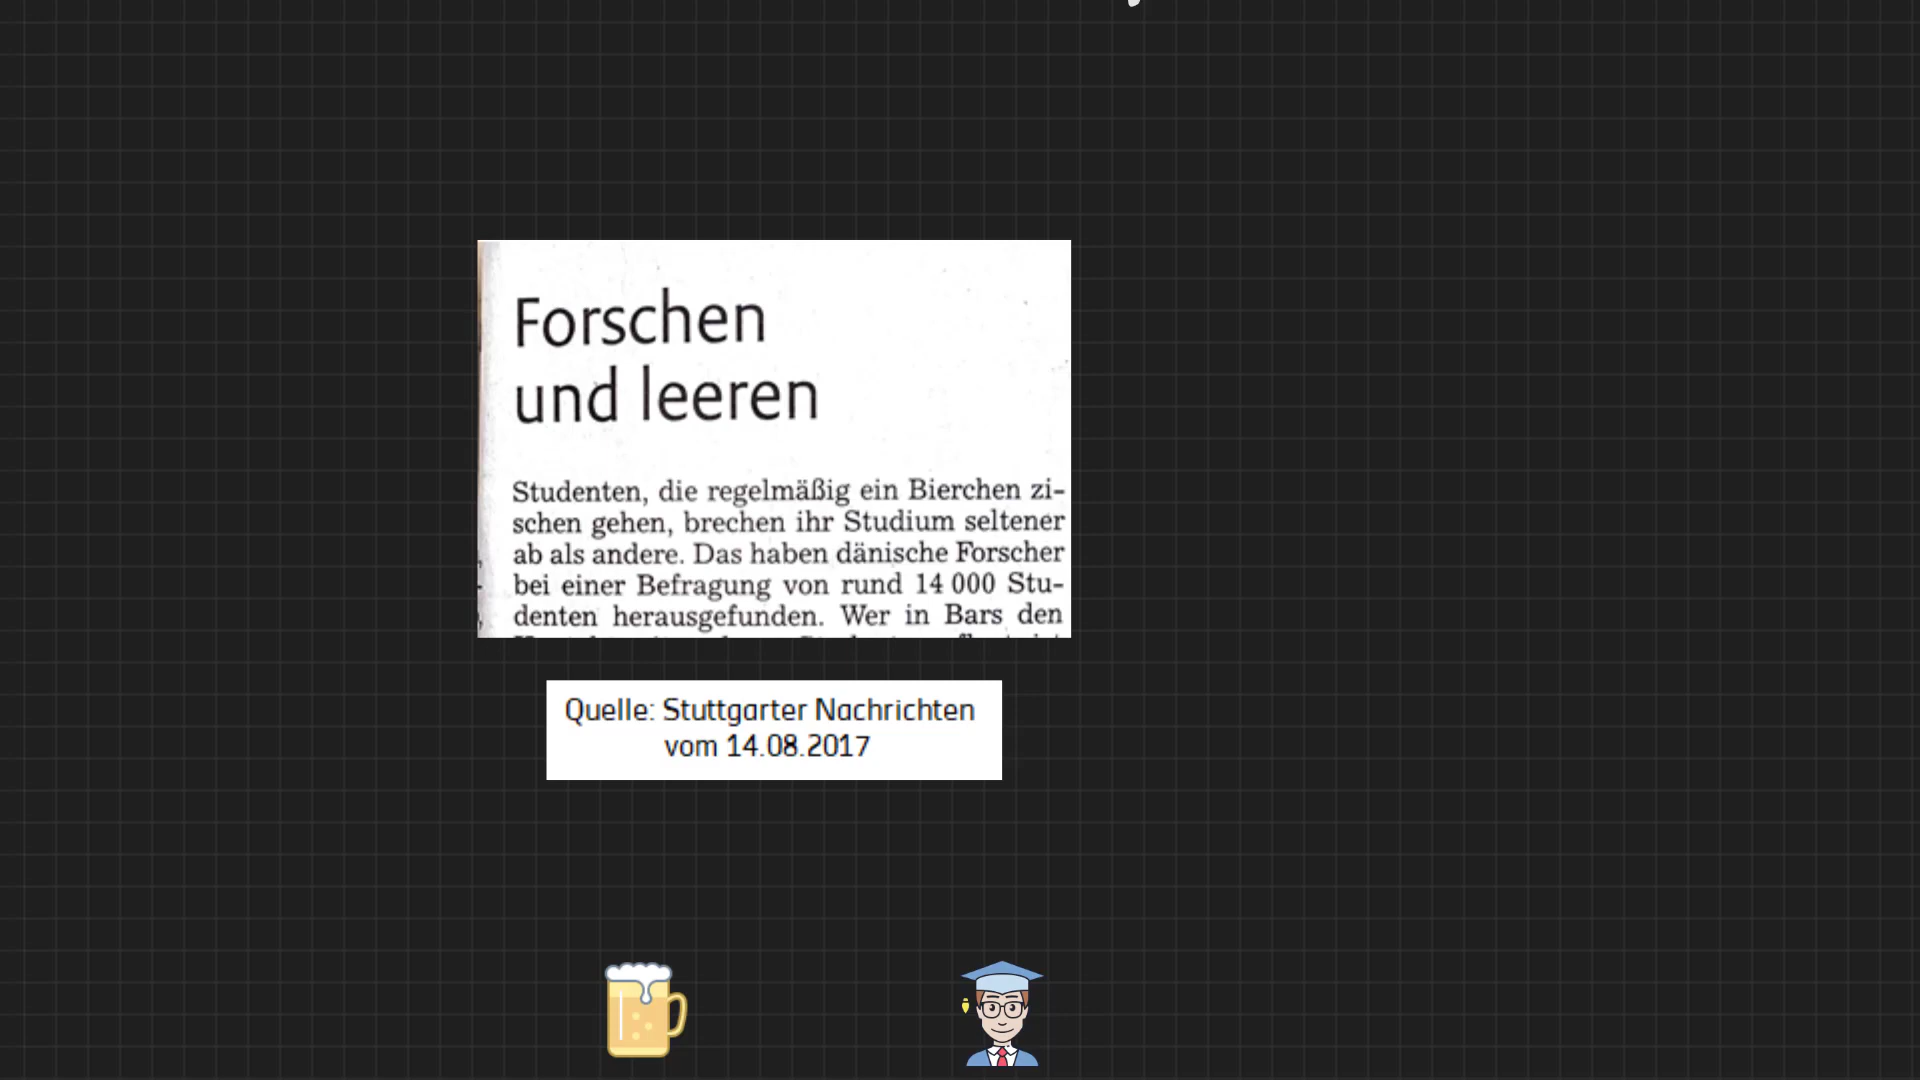 Forschen
und leeren
Studenten, die regelmäßig ein Bierchen zi-
schen gehen, brechen ihr Studium seltener
ab als andere. Das haben dänische Forscher
bei einer Befragung von rund 14 000 Stu-
denten herausgefunden. Wer in Bars den
Quelle: Stuttgarter Nachrichten
vom 14.08.2017